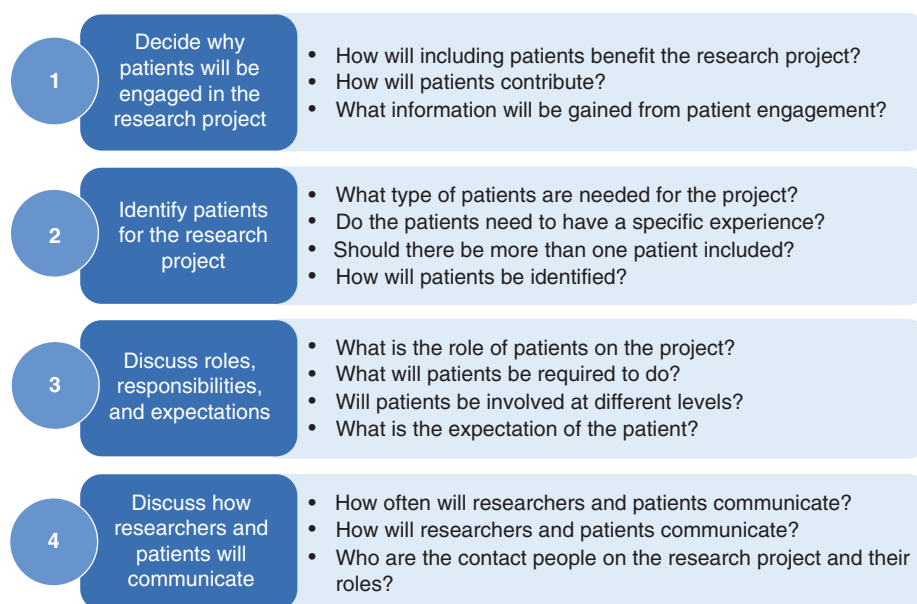 1
Decide why
patients will be
engaged in the
research project
• How will including patients benefit the research project?
• How will patients contribute?
• What information will be gained from patient engagement?
2
Identify patients
for the research
project
• What type of patients are needed for the project?
• Do the patients need to have a specific experience?
• Should there be more than one patient included?
• How will patients be identified?
3
Discuss roles,
responsibilities,
and expectations
• What is the role of patients on the project?
• What will patients be required to do?
• Will patients be involved at different levels?
• What is the expectation of the patient?
4
Discuss how
researchers and
patients will
communicate
• How often will researchers and patients communicate?
• How will researchers and patients communicate?
• Who are the contact people on the research project and their
roles?